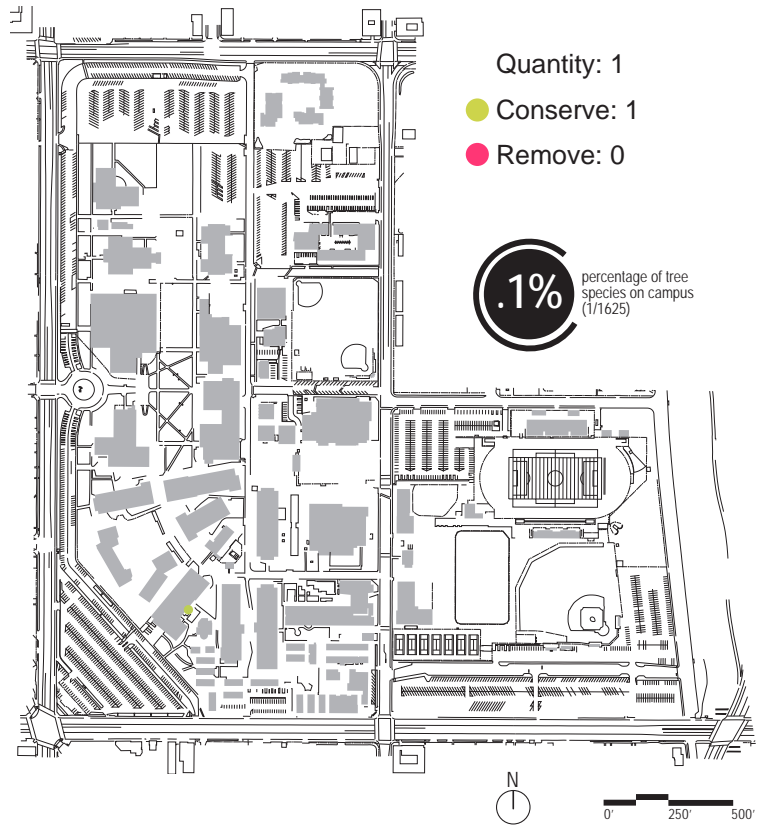 Quantity: 1
Conserve: 1
Remove: 0
.1%
percentage of tree
species on campus
(1/1625)
N
0' 250' 500'